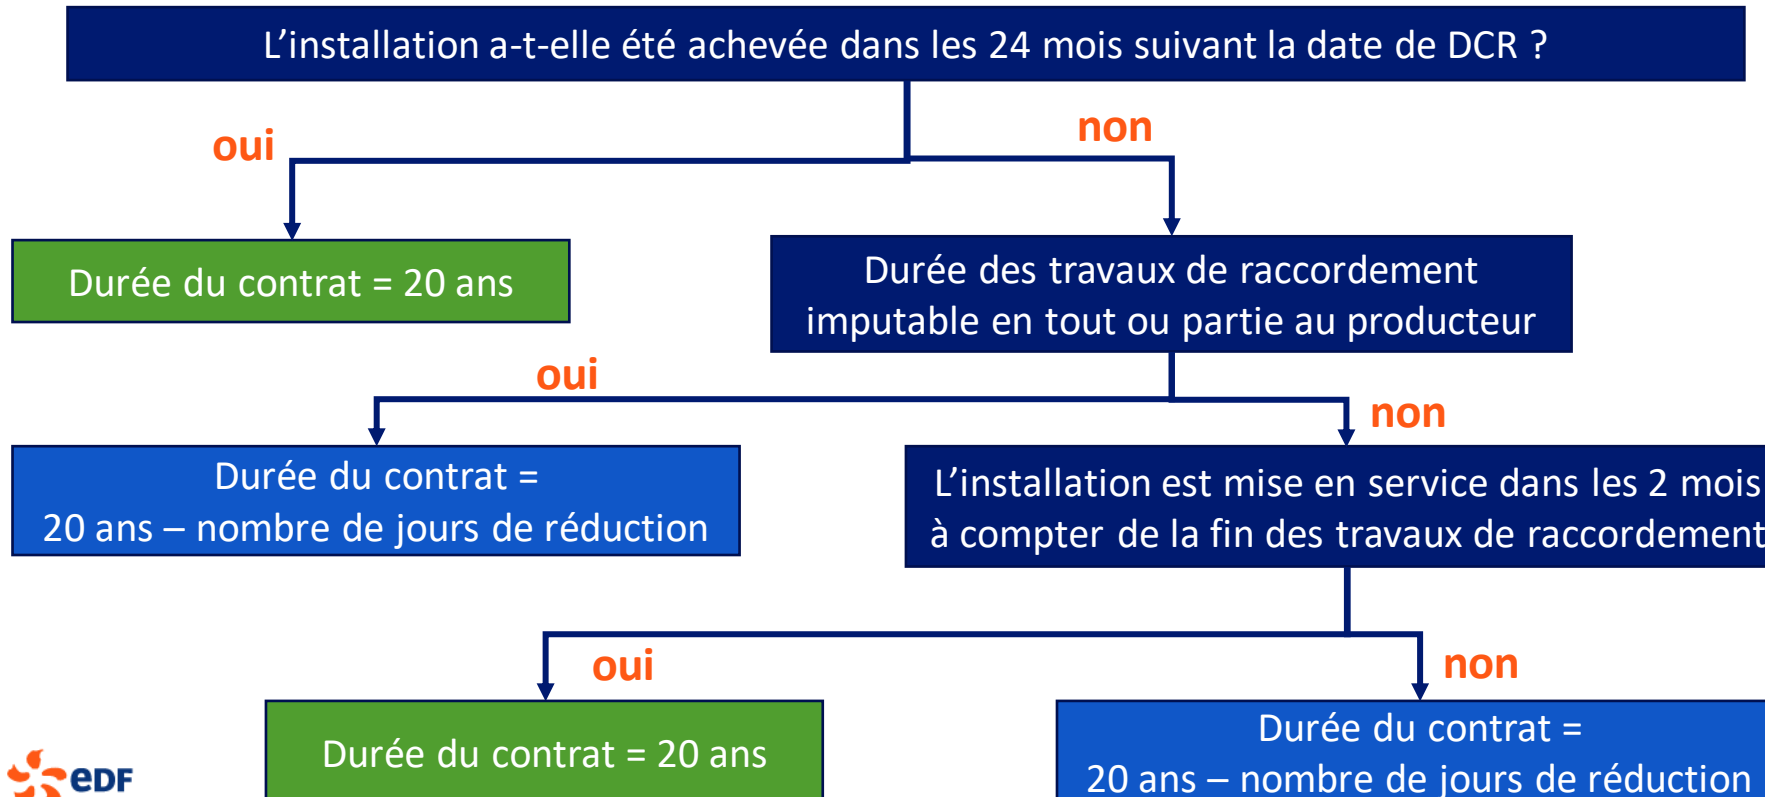 L’installation a-t-elle été achevée dans les 24 mois suivant la date de DCR ?
oui
non
Durée du contrat = 20 ans
Durée des travaux de raccordement
imputable en tout ou partie au producteur
oui
non
Durée du contrat =
20 ans – nombre de jours de réduction
L’installation est mise en service dans les 2 mois
à compter de la fin des travaux de raccordement
oui
non
Durée du contrat = 20 ans
Durée du contrat =
20 ans – nombre de jours de réduction
eDF